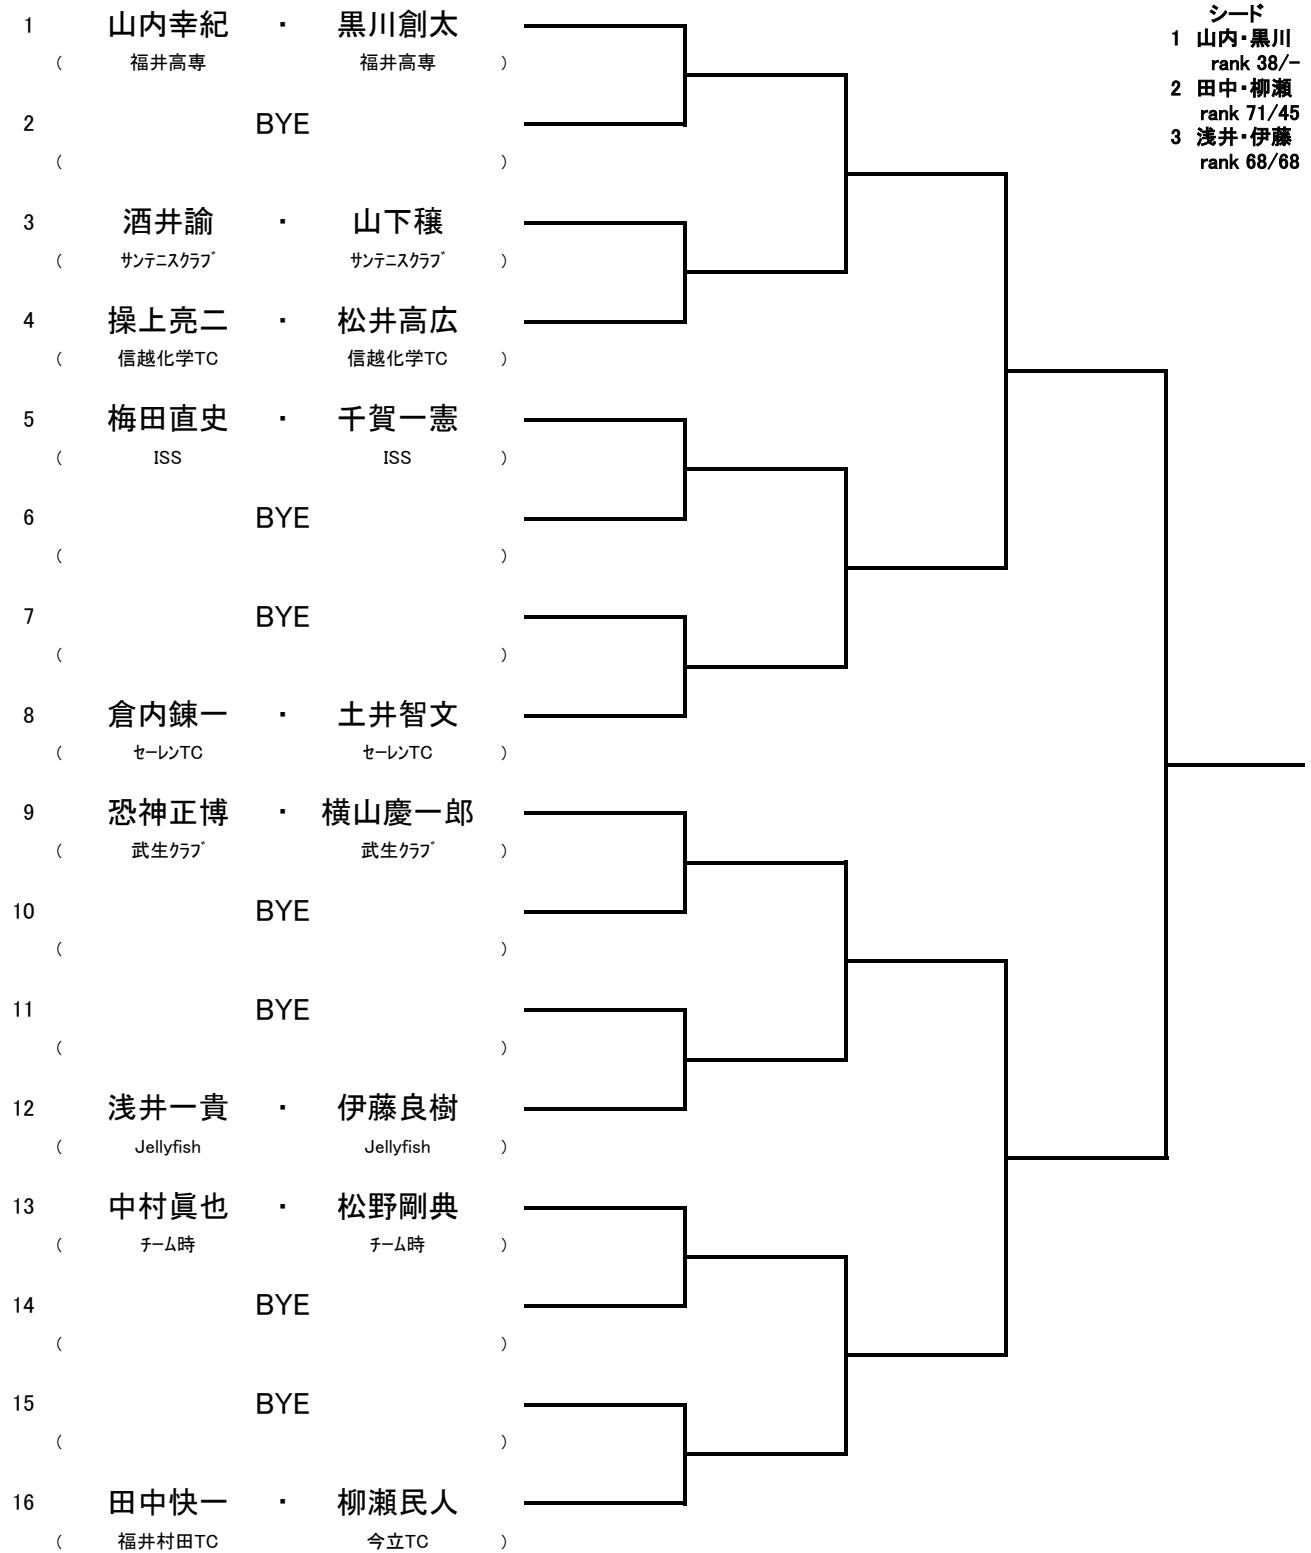 シード
1 山内・黒川
rank 38/-
2 田中・柳瀬
rank 71/45
3 浅井・伊藤
rank 68/68
1 山内幸紀 ・ 黒川創太
( 福井高専 福井高専 )
2 BYE
( )
3 酒井諭 ・ 山下穣
( サンテニスクラブ サンテニスクラブ )
4 操上亮二 ・ 松井高広
( 信越化学TC 信越化学TC )
5 梅田直史 ・ 千賀一憲
( ISS ISS )
6 BYE
( )
7 BYE
( )
8 倉内錬一 ・ 土井智文
( セーレンTC セーレンTC )
9 恐神正博 ・ 横山慶一郎
( 武生クラブ 武生クラブ )
10 BYE
( )
11 BYE
( )
12 浅井一貴 ・ 伊藤良樹
( Jellyfish Jellyfish )
13 中村眞也 ・ 松野剛典
( チーム時 チーム時 )
14 BYE
( )
15 BYE
( )
16 田中快一 ・ 柳瀬民人
( 福井村田TC 今立TC )